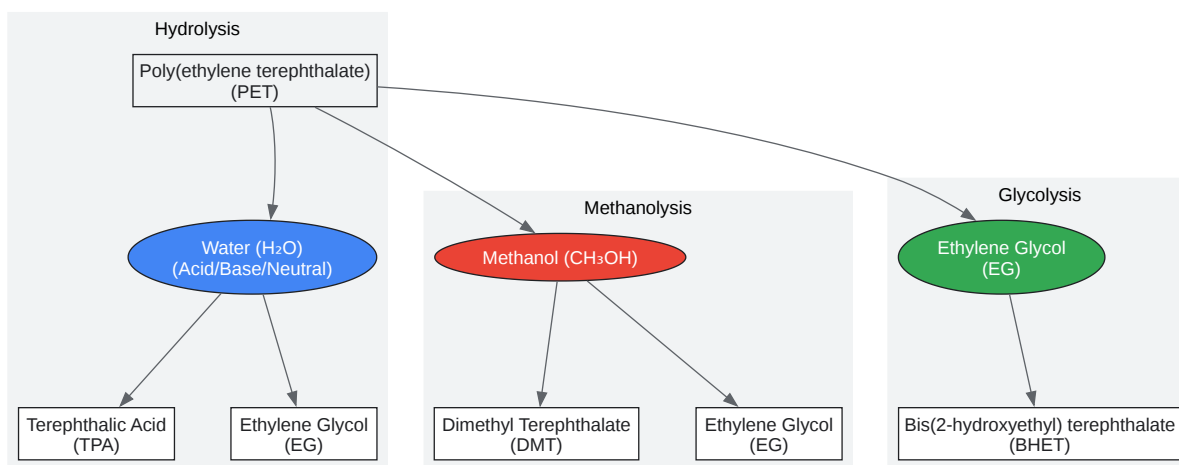 Hydrolysis
Poly(ethylene terephthalate)
(PET)
Methanolysis
Glycolysis
Water (H₂O)
(Acid/Base/Neutral)
Methanol (CH₃OH)
Ethylene Glycol
(EG)
Terephthalic Acid
(TPA)
Ethylene Glycol
(EG)
Dimethyl Terephthalate
(DMT)
Ethylene Glycol
(EG)
Bis(2-hydroxyethyl) terephthalate
(BHET)